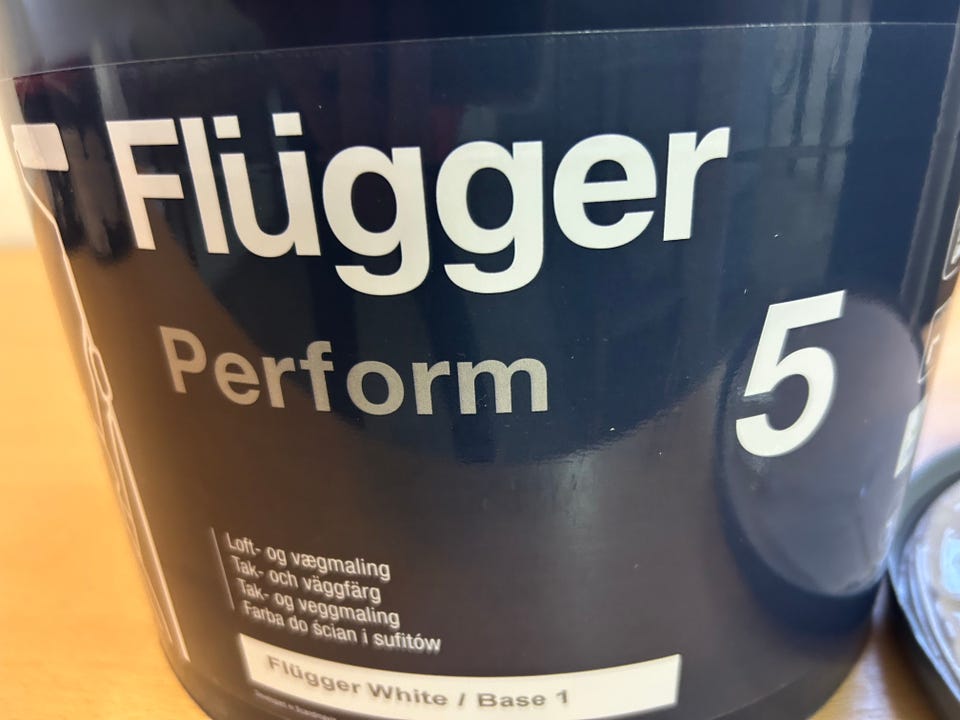 Flügger
Perform
5
Loft- og vægmaling
Tak- och väggfärg
Tak- og veggmaling
Farba do ścian i sufitów
Flügger White / Base 1